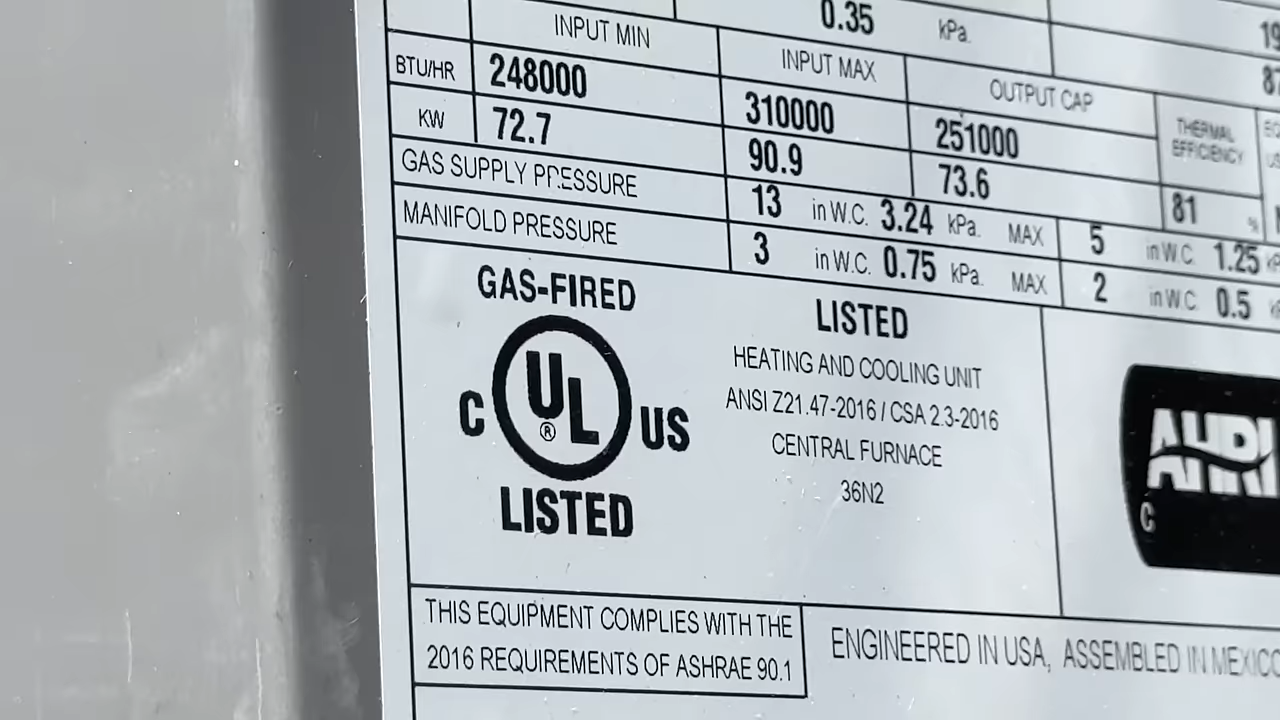 0.35 kPa.
INPUT MIN INPUT MAX OUTPUT CAP THERMAL EFFICIENCY
BTU/HR 248000 310000 251000
KW 72.7 90.9 73.6 81 %
GAS SUPPLY PRESSURE 13 in W.C. 3.24 kPa. MAX 5 in W.C. 1.25
MANIFOLD PRESSURE 3 in W.C. 0.75 kPa. MAX 2 in W.C. 0.5
GAS-FIRED
C UL ® US
LISTED
LISTED
HEATING AND COOLING UNIT
ANSI Z21.47-2016 / CSA 2.3-2016
CENTRAL FURNACE
36N2
AHRI
C
THIS EQUIPMENT COMPLIES WITH THE
2016 REQUIREMENTS OF ASHRAE 90.1
ENGINEERED IN USA, ASSEMBLED IN MEXICO